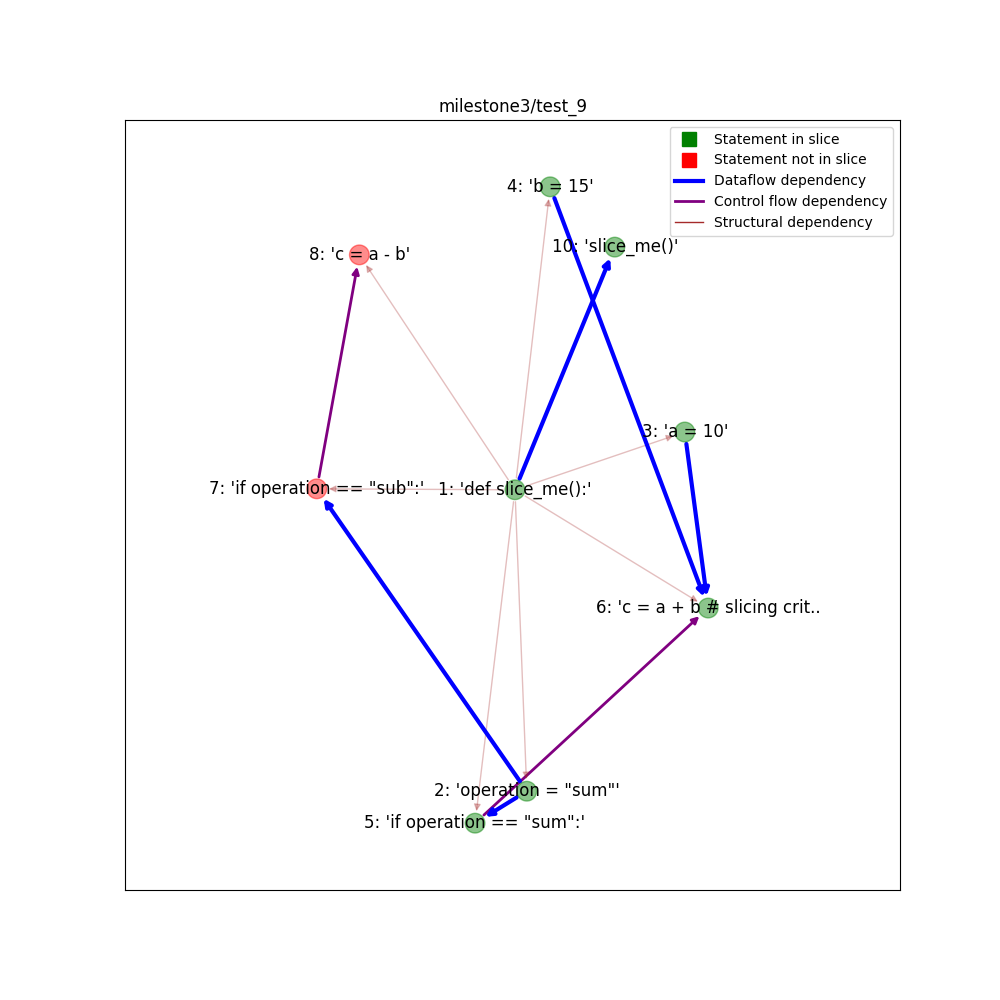 milestone3/test_9
Statement in slice
Statement not in slice
Dataflow dependency
Control flow dependency
Structural dependency
4: 'b = 15'
10: 'slice_me()'
8: 'c = a - b'
3: 'a = 10'
7: 'if operation == "sub":'
1: 'def slice_me():'
6: 'c = a + b # slicing crit..
2: 'operation = "sum"'
5: 'if operation == "sum":'